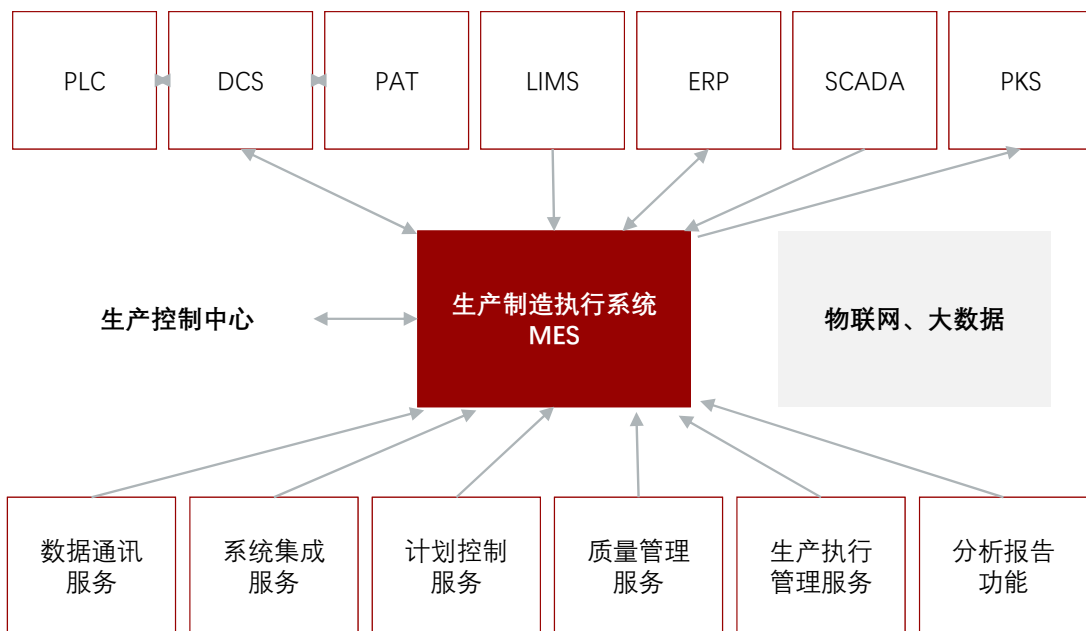 PLC
DCS
PAT
LIMS
ERP
SCADA
PKS
生产制造执行系统
MES
生产控制中心
物联网、大数据
数据通讯
服务
系统集成
服务
计划控制
服务
质量管理
服务
生产执行
管理服务
分析报告
功能